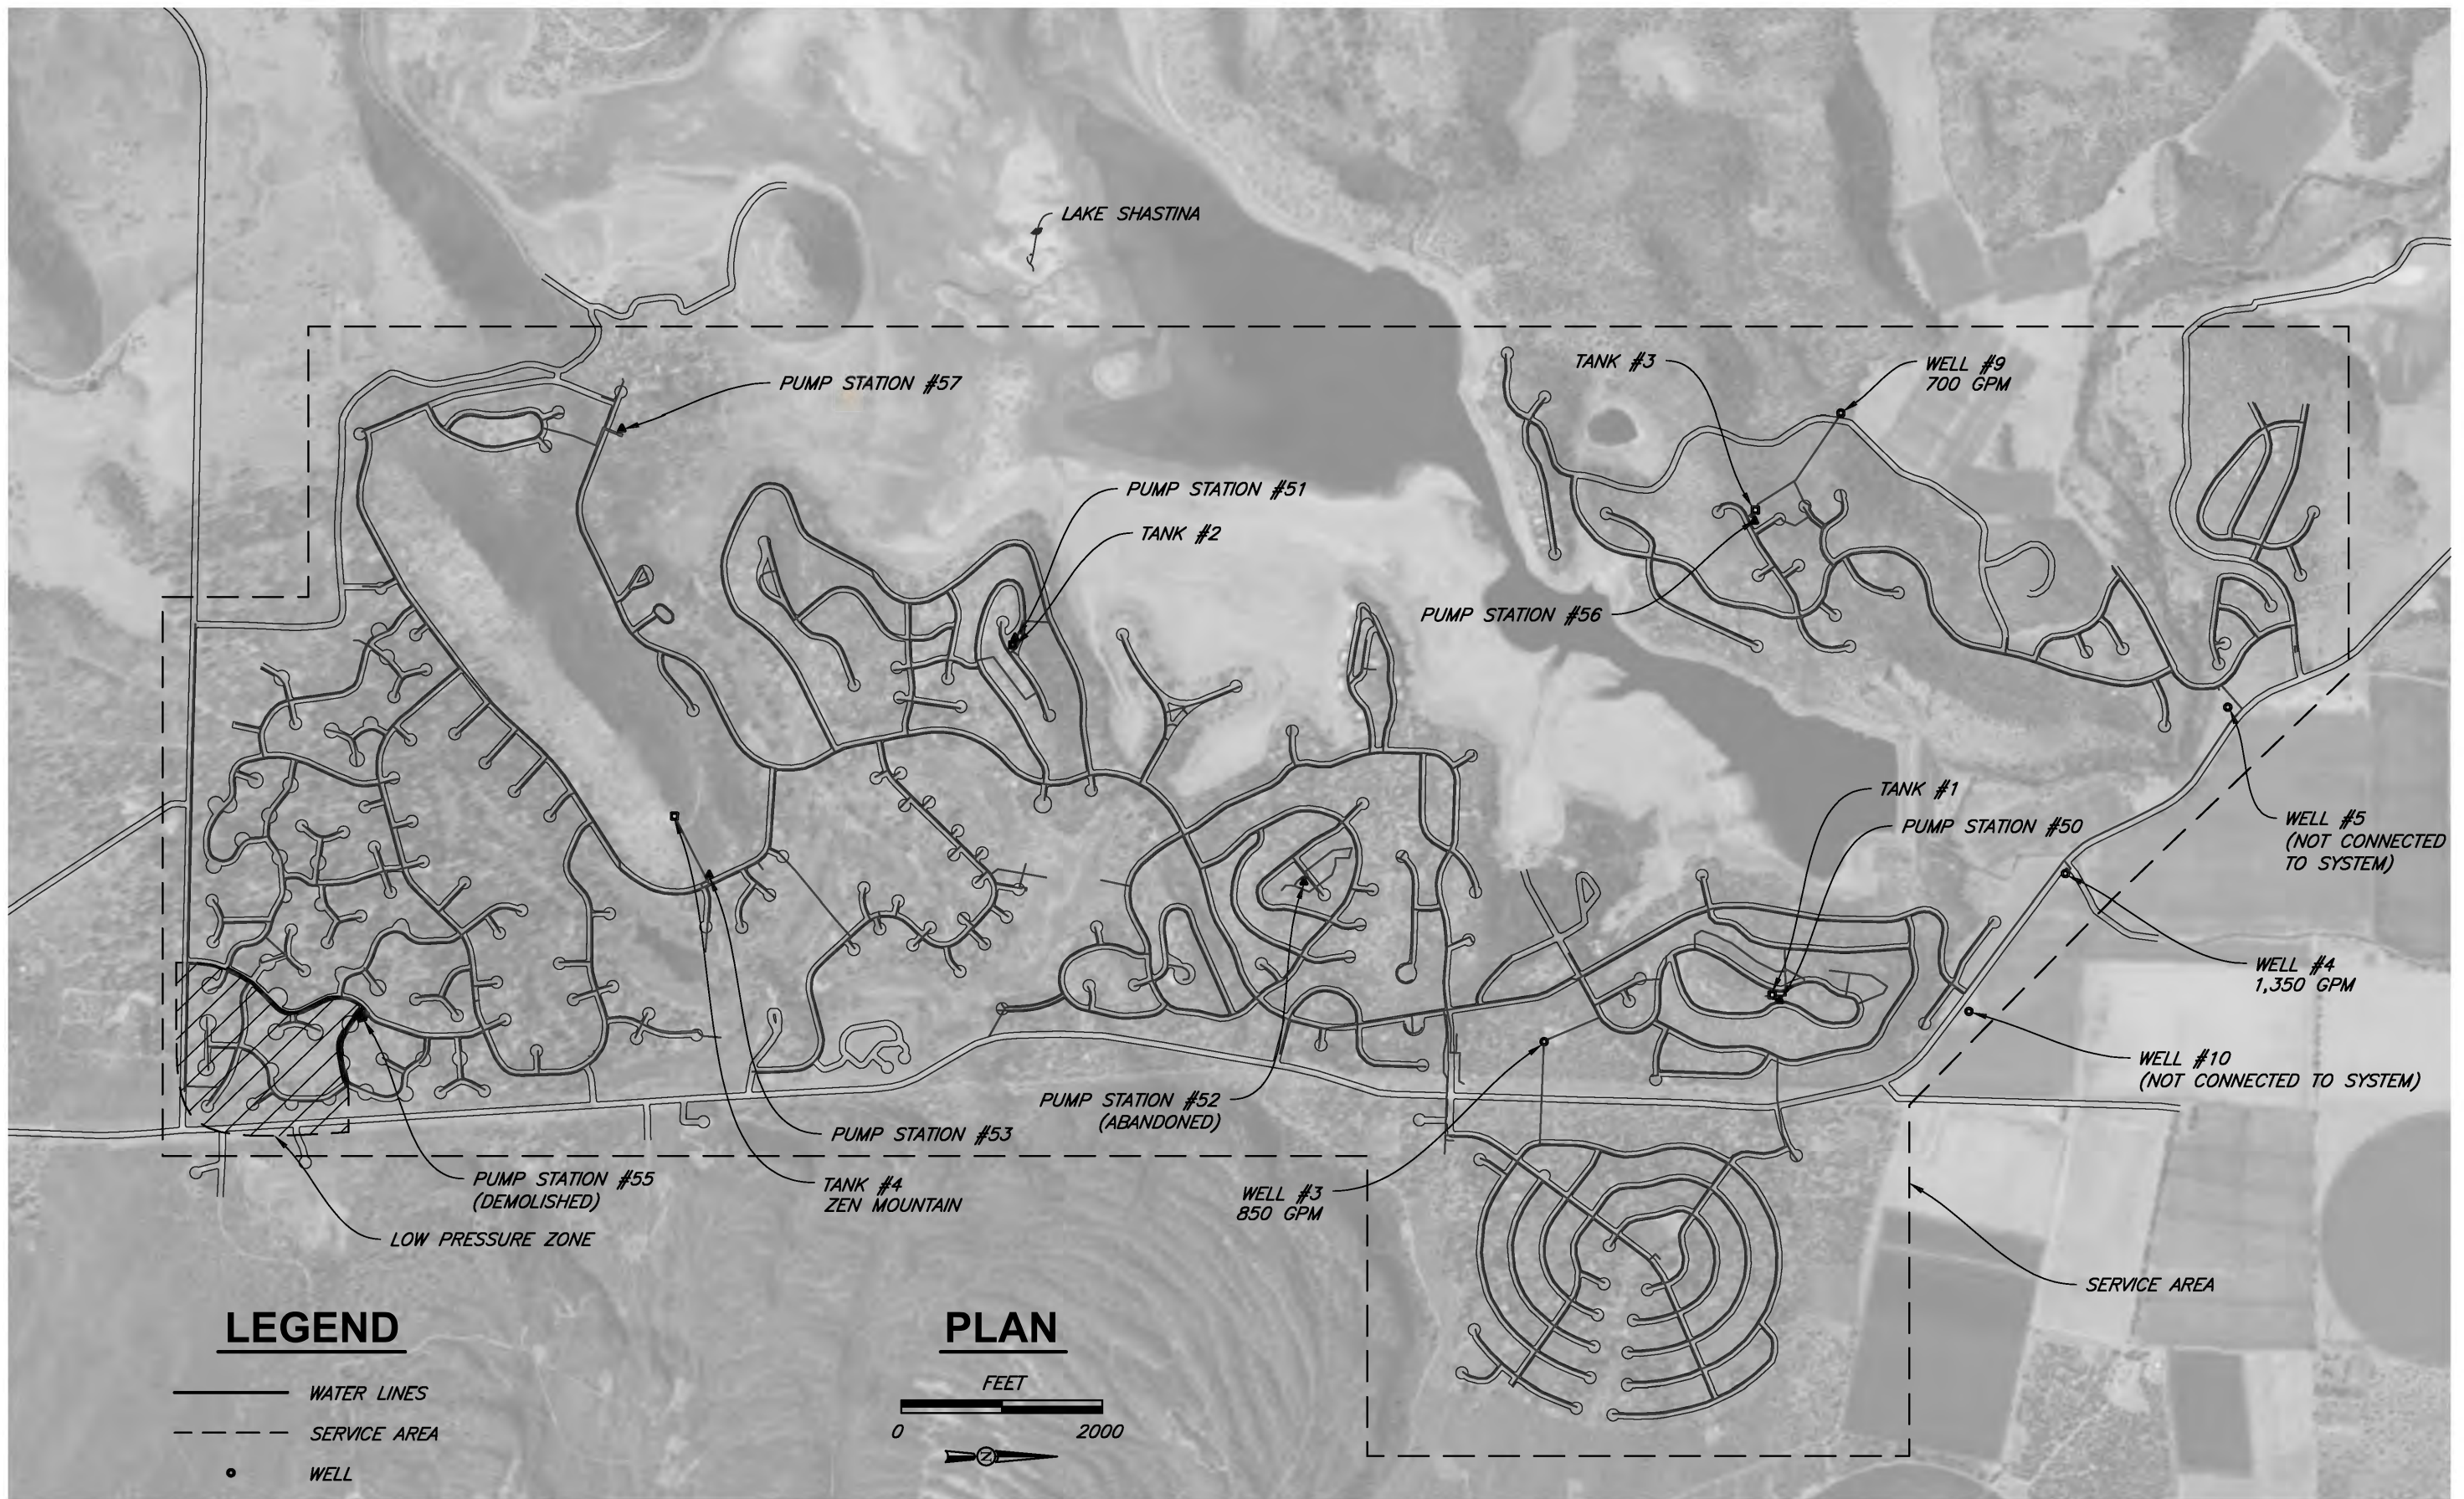 LAKE SHASTINA
TANK #3
WELL #9
700 GPM
PUMP STATION #57
PUMP STATION #51
TANK #2
PUMP STATION #56
TANK #1
PUMP STATION #50
WELL #5
(NOT CONNECTED
TO SYSTEM)
WELL #4
1,350 GPM
WELL #10
(NOT CONNECTED TO SYSTEM)
PUMP STATION #52
(ABANDONED)
PUMP STATION #53
PUMP STATION #55
(DEMOLISHED)
TANK #4
ZEN MOUNTAIN
WELL #3
850 GPM
LOW PRESSURE ZONE
SERVICE AREA
LEGEND
WATER LINES
SERVICE AREA
WELL
PLAN
FEET
0 2000
N